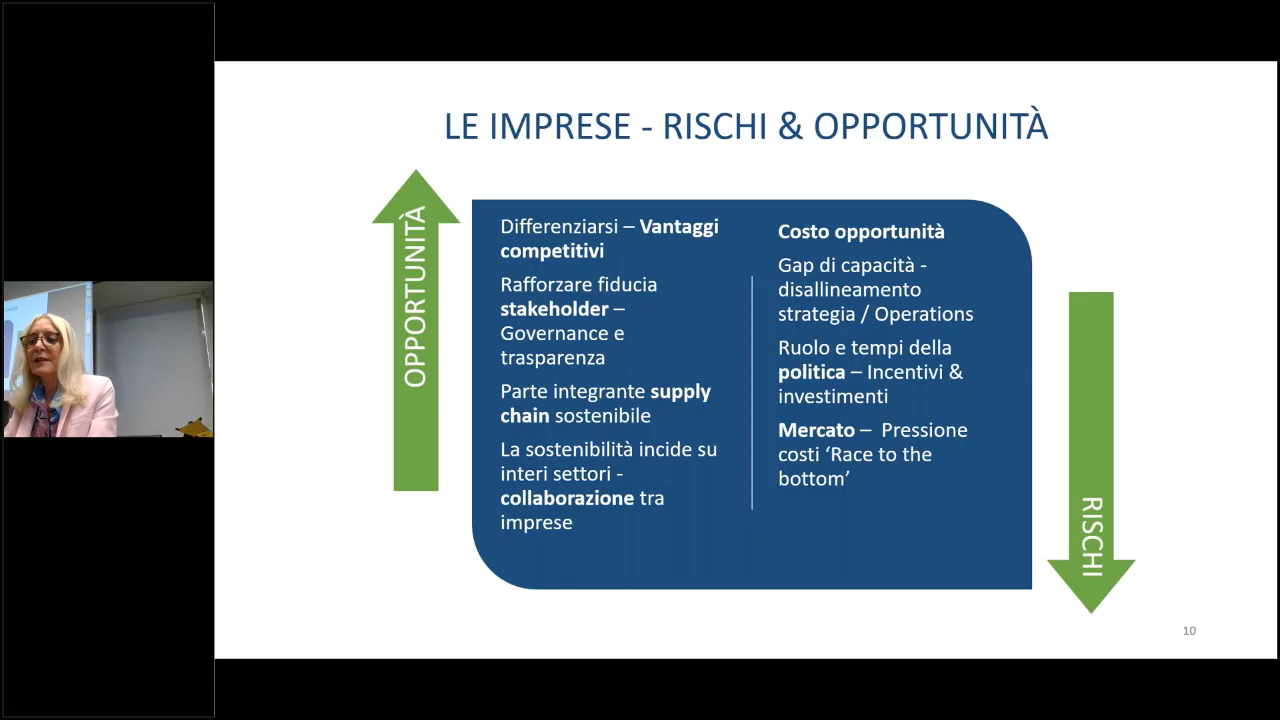 LE IMPRESE - RISCHI & OPPORTUNITÀ
OPPORTUNITÀ
Differenziarsi – Vantaggi
competitivi
Rafforzare fiducia
stakeholder –
Governance e
trasparenza
Parte integrante supply
chain sostenibile
La sostenibilità incide su
interi settori -
collaborazione tra
imprese
Costo opportunità
Gap di capacità -
disallineamento
strategia / Operations
Ruolo e tempi della
politica – Incentivi &
investimenti
Mercato – Pressione
costi ‘Race to the
bottom’
RISCHI
10